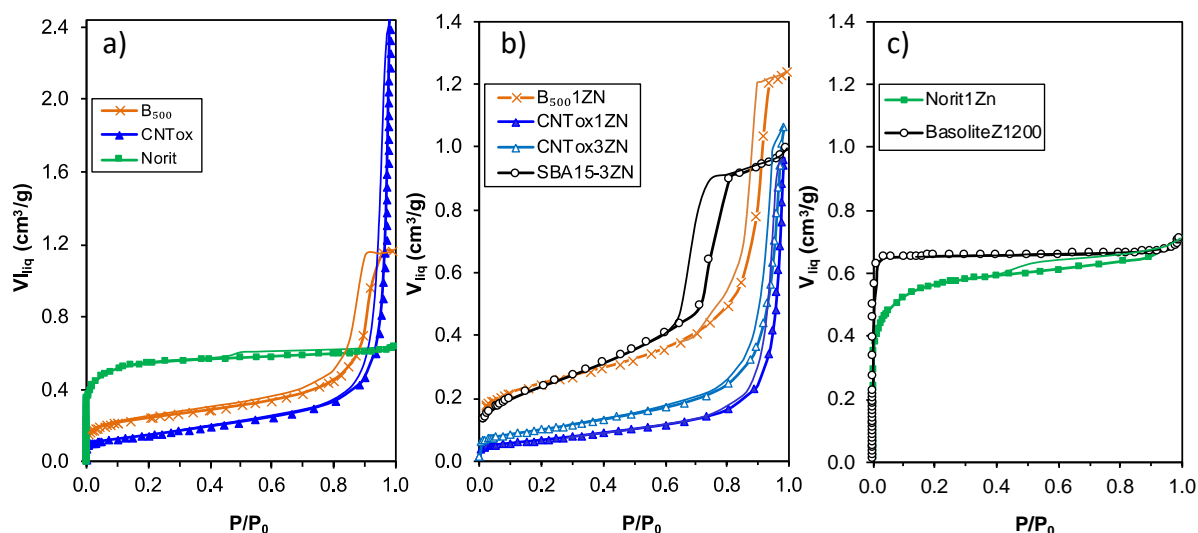 a)
2.4
2.0
1.6
1.2
0.8
0.4
0.0
VI_liq (cm³/g)
B₅₀₀
CNTox
Norit
0.0 0.2 0.4 0.6 0.8 1.0
P/P₀
b)
1.4
1.2
1.0
0.8
0.6
0.4
0.2
0.0
V_liq (cm³/g)
B₅₀₀1ZN
CNTox1ZN
CNTox3ZN
SBA15-3ZN
0.0 0.2 0.4 0.6 0.8 1.0
P/P₀
c)
1.4
1.2
1.0
0.8
0.6
0.4
0.2
0.0
V_liq (cm³/g)
Norit1Zn
BasoliteZ1200
0.0 0.2 0.4 0.6 0.8 1.0
P/P₀